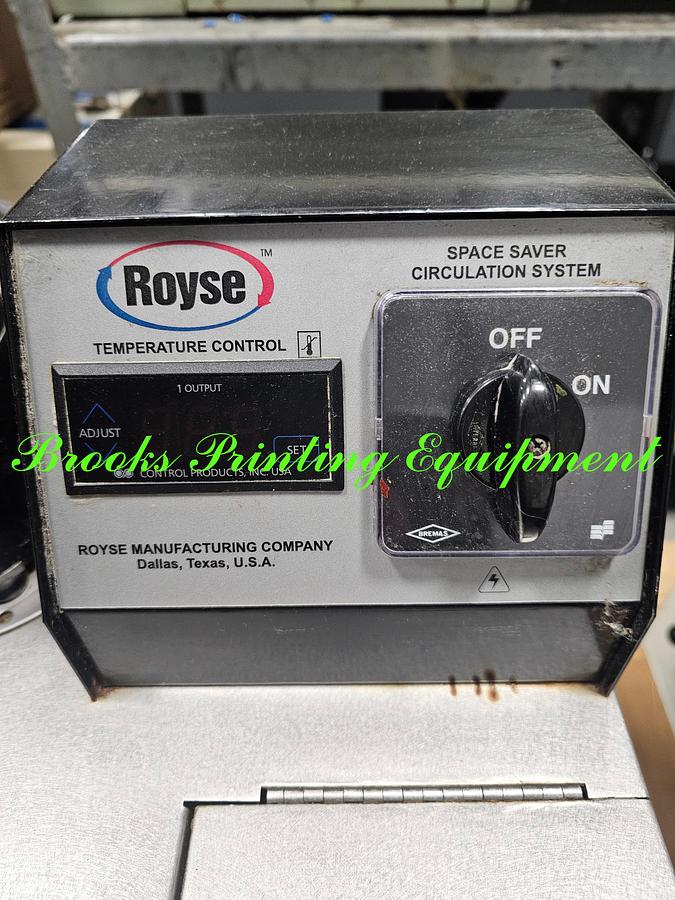 Royse™
TEMPERATURE CONTROL
1 OUTPUT
ADJUST
SET
CONTROL PRODUCTS, INC. USA
ROYSE MANUFACTURING COMPANY
Dallas, Texas, U.S.A.
SPACE SAVER
CIRCULATION SYSTEM
OFF
ON
BREMAS
Brooks Printing Equipment